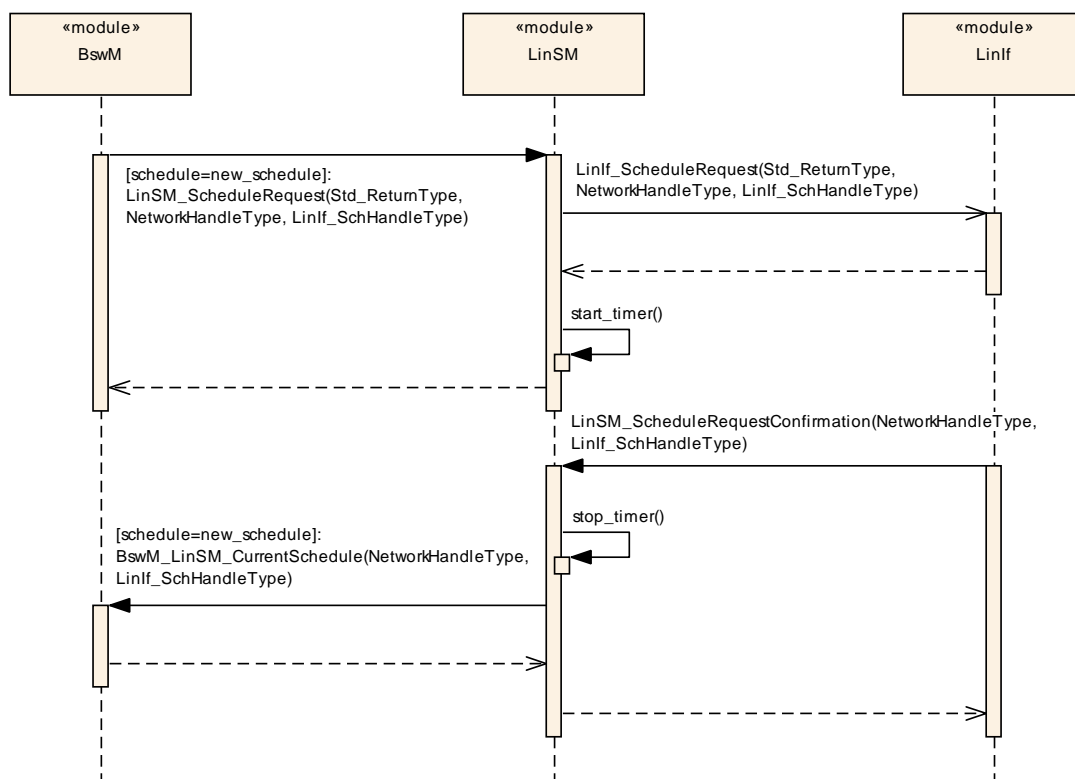 «module»
BswM
«module»
LinSM
«module»
LinIf
[schedule=new_schedule]:
LinSM_ScheduleRequest(Std_ReturnType,
NetworkHandleType, LinIf_SchHandleType)
LinIf_ScheduleRequest(Std_ReturnType,
NetworkHandleType, LinIf_SchHandleType)
start_timer()
LinSM_ScheduleRequestConfirmation(NetworkHandleType,
LinIf_SchHandleType)
stop_timer()
[schedule=new_schedule]:
BswM_LinSM_CurrentSchedule(NetworkHandleType,
LinIf_SchHandleType)